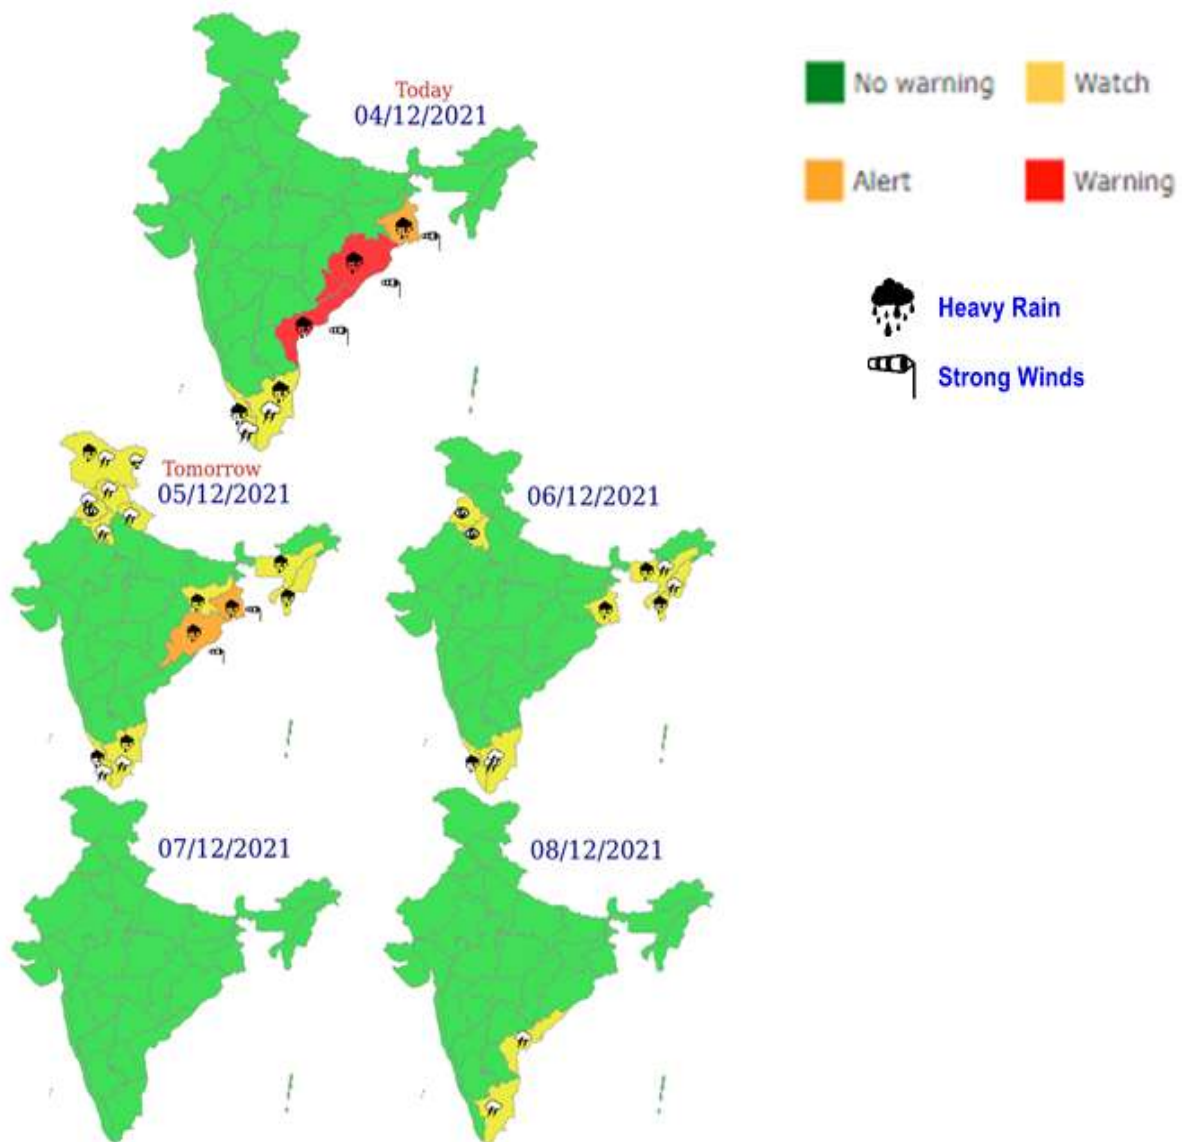 Today
04/12/2021
No warning
Watch
Alert
Warning
Heavy Rain
Strong Winds
Tomorrow
05/12/2021
06/12/2021
07/12/2021
08/12/2021